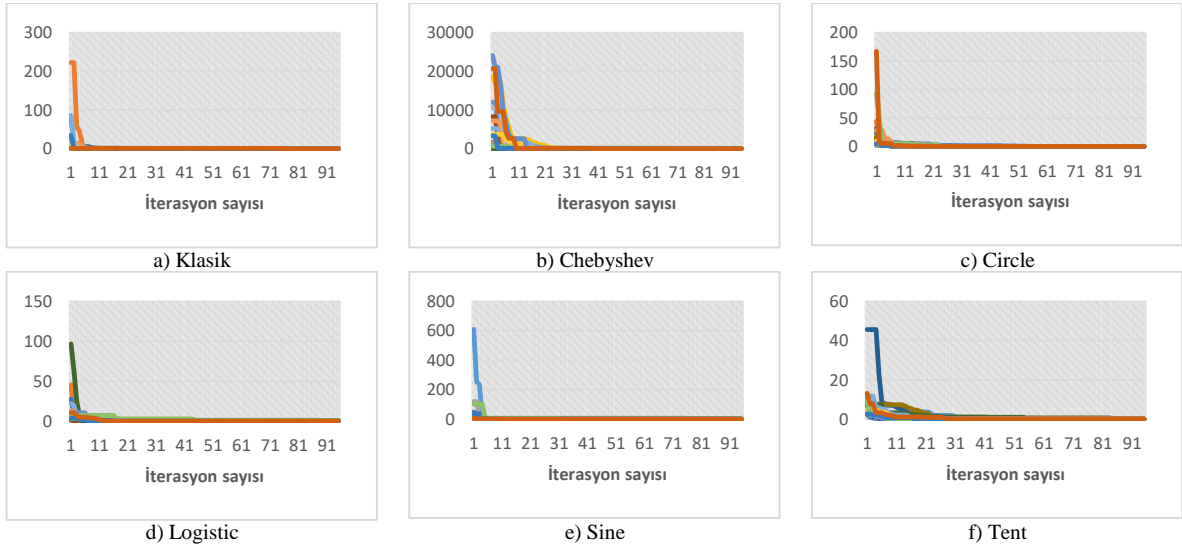 300
200
100
0
1 11 21 31 41 51 61 71 81 91
İterasyon sayısı
a) Klasik
30000
20000
10000
0
1 11 21 31 41 51 61 71 81 91
İterasyon sayısı
b) Chebyshev
200
150
100
50
0
1 11 21 31 41 51 61 71 81 91
İterasyon sayısı
c) Circle
150
100
50
0
1 11 21 31 41 51 61 71 81 91
İterasyon sayısı
d) Logistic
800
600
400
200
0
1 11 21 31 41 51 61 71 81 91
İterasyon sayısı
e) Sine
60
40
20
0
1 11 21 31 41 51 61 71 81 91
İterasyon sayısı
f) Tent